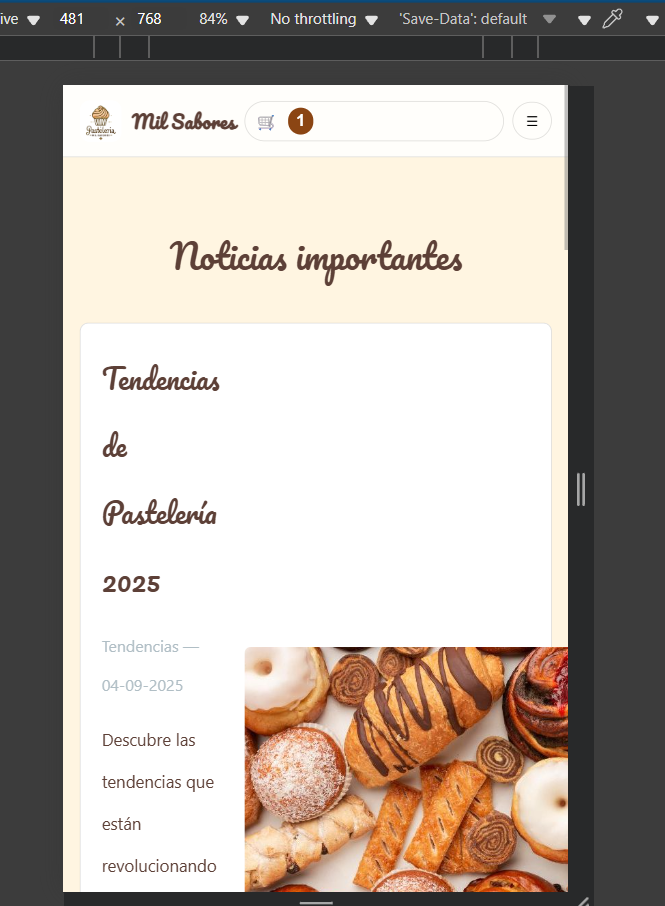 ive 481 × 768 84% No throttling 'Save-Data': default
Pastelería
Mil Sabores 1 ☰
Noticias importantes
Tendencias
de
Pastelería
2025
Tendencias —
04-09-2025
Descubre las
tendencias que
están
revolucionando